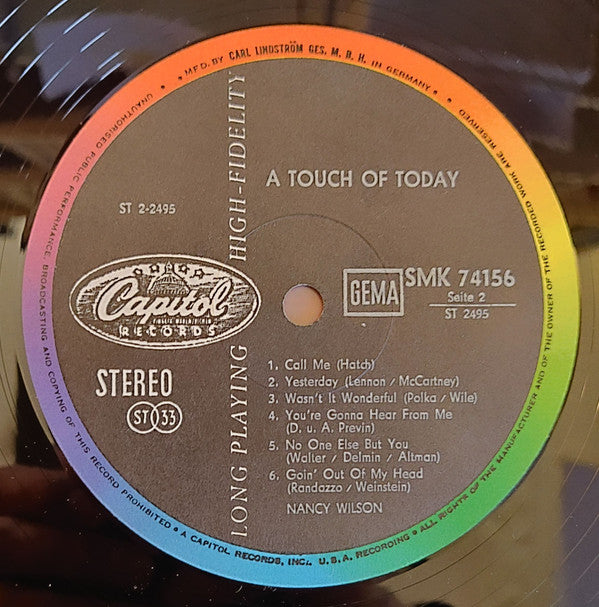 • MFD. BY CARL LINDSTRÖM GES. M. B. H. IN GERMANY •
UNAUTHORISED PUBLIC PERFORMANCE, BROADCASTING AND COPYING OF THIS RECORD PROHIBITED •
A CAPITOL RECORDS, INC., U.S.A. RECORDING •
ALL RIGHTS OF THE MANUFACTURER AND OF THE OWNER OF THE RECORDED WORK ARE RESERVED
LONG PLAYING HIGH-FIDELITY
A TOUCH OF TODAY
ST 2-2495
Capitol
RECORDS
GEMA
SMK 74156
Seite 2
ST 2495
STEREO
ST 33
1. Call Me (Hatch)
2. Yesterday (Lennon / McCartney)
3. Wasn't It Wonderful (Polka / Wile)
4. You're Gonna Hear From Me
(D. u. A. Previn)
5. No One Else But You
(Waller / Delmin / Altman)
6. Goin' Out Of My Head
(Randazzo / Weinstein)
NANCY WILSON